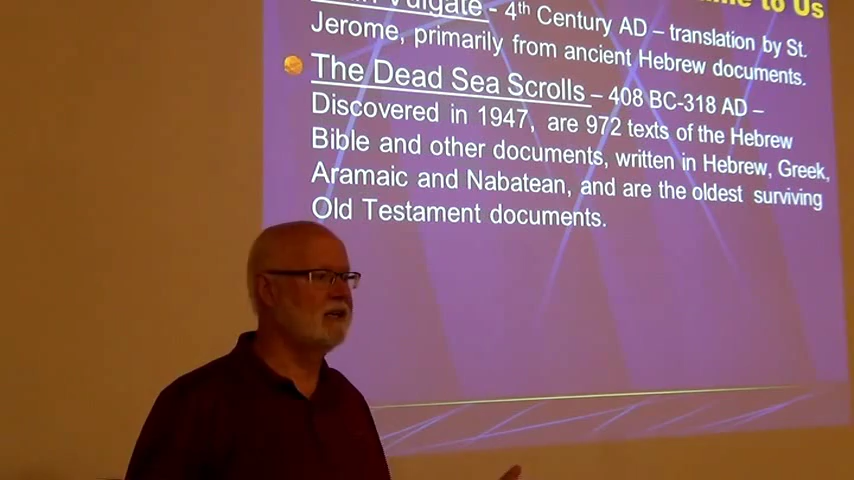 to Us
Vulgate - 4th Century AD – translation by St.
Jerome, primarily from ancient Hebrew documents.
The Dead Sea Scrolls – 408 BC-318 AD –
Discovered in 1947, are 972 texts of the Hebrew
Bible and other documents, written in Hebrew, Greek,
Aramaic and Nabatean, and are the oldest surviving
Old Testament documents.